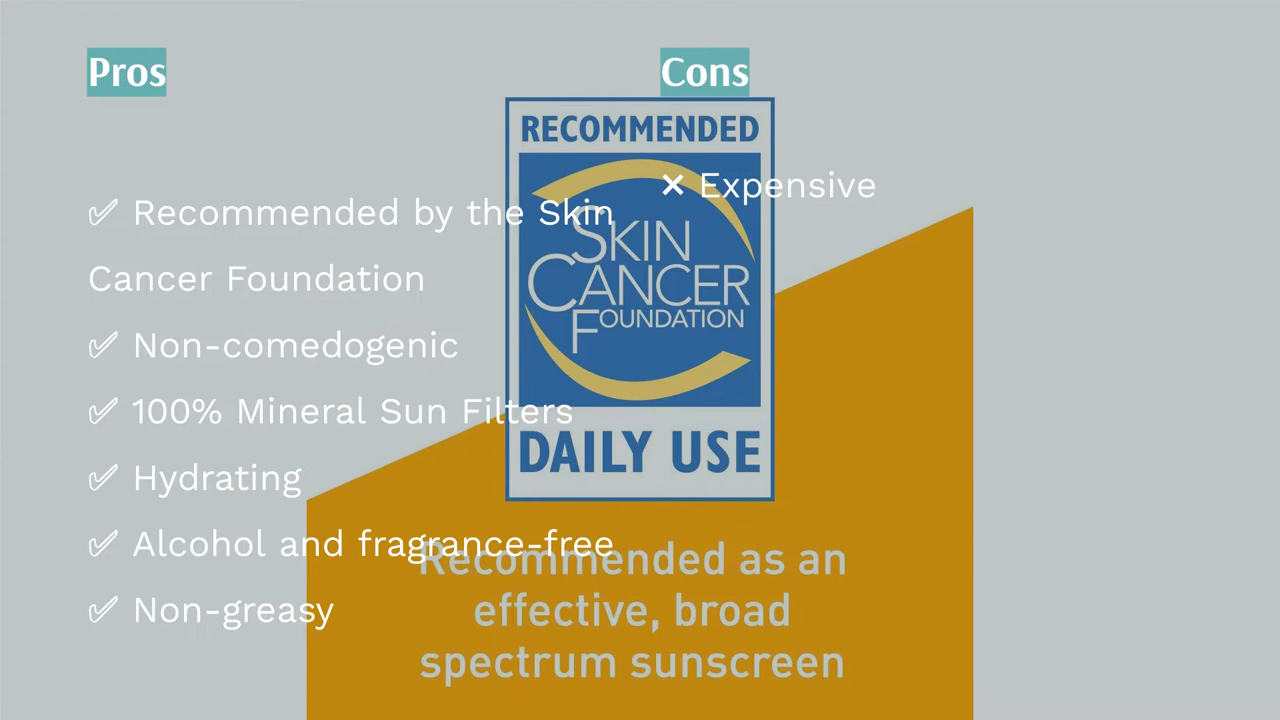 Pros
✅ Recommended by the Skin
Cancer Foundation
✅ Non-comedogenic
✅ 100% Mineral Sun Filters
✅ Hydrating
✅ Alcohol and fragrance-free
✅ Non-greasy
Cons
❌ Expensive
RECOMMENDED
SKIN
CANCER
FOUNDATION
DAILY USE
Recommended as an
effective, broad
spectrum sunscreen